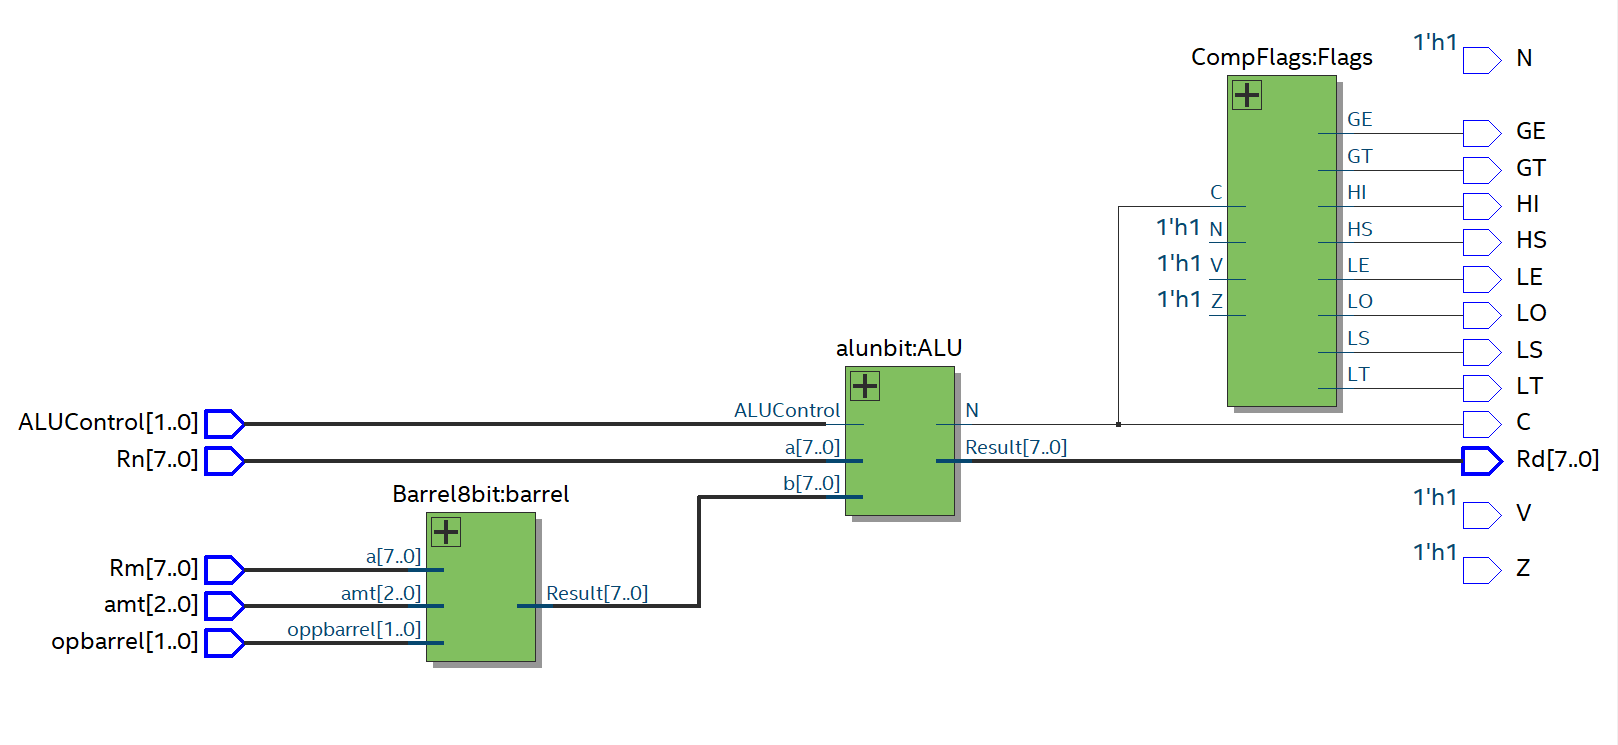 1'h1 N
CompFlags:Flags
GE GE
GT GT
C HI HI
1'h1 N HS HS
1'h1 V LE LE
1'h1 Z LO LO
LS LS
alunbit:ALU
LT LT
ALUControl[1..0] ALUControl N C
Rn[7..0] a[7..0] Result[7..0] Rd[7..0]
b[7..0]
Barrel8bit:barrel
1'h1 V
Rm[7..0] a[7..0]
1'h1 Z
amt[2..0] amt[2..0] Result[7..0]
opbarrel[1..0] oppbarrel[1..0]